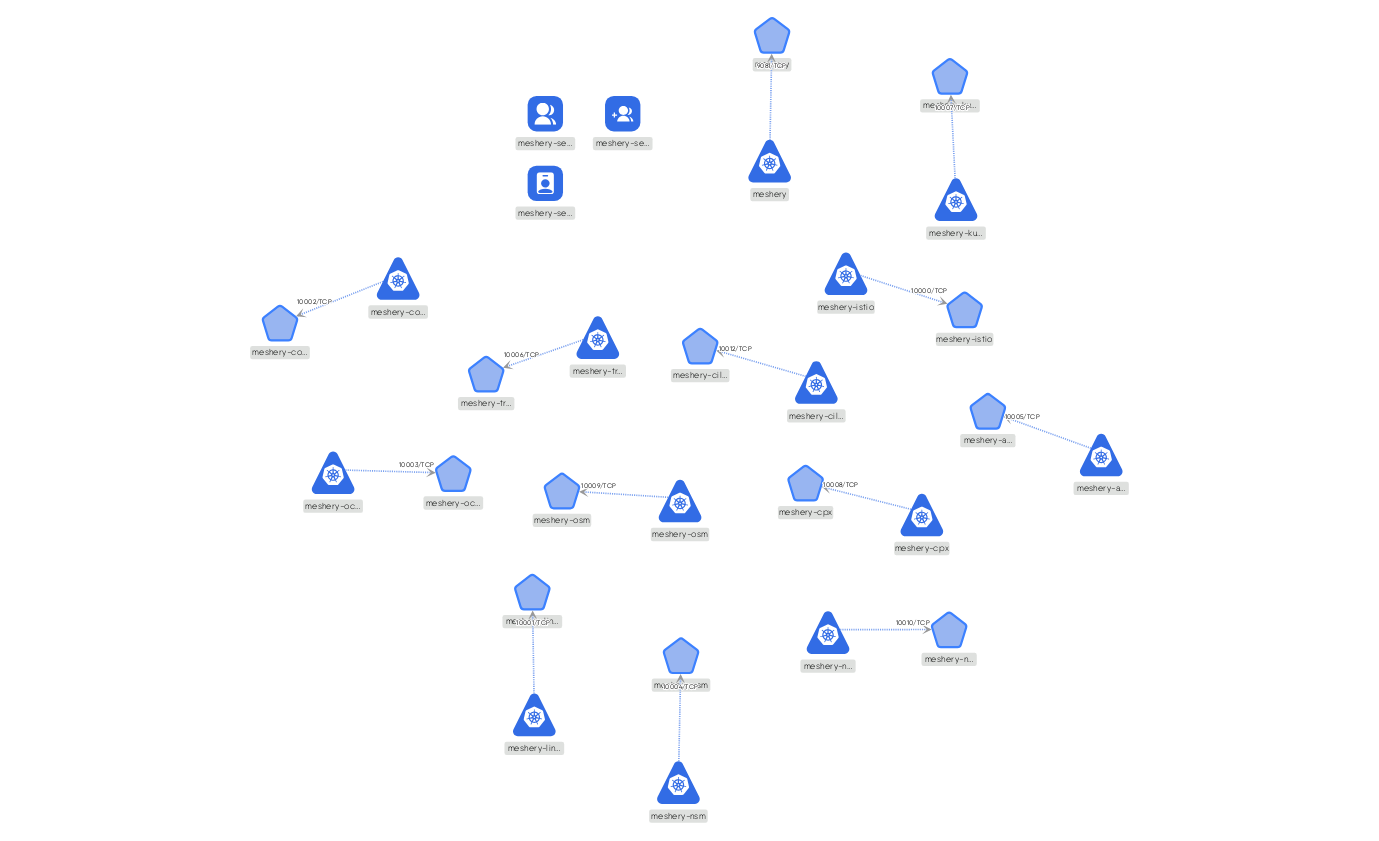 9081/TCP
10007/TCP
meshery-se...
meshery-se...
meshery
meshery-se...
meshery-ku...
10002/TCP
meshery-co...
meshery-co...
10000/TCP
meshery-istio
meshery-istio
10006/TCP
meshery-tr...
meshery-tr...
10012/TCP
meshery-cil...
meshery-cil...
10005/TCP
meshery-a...
meshery-a...
10003/TCP
meshery-oc...
meshery-oc...
10009/TCP
meshery-osm
meshery-osm
10008/TCP
meshery-cpx
meshery-cpx
10001/TCP
meshery-lin...
10010/TCP
meshery-n...
meshery-n...
10004/TCP
meshery-nsm